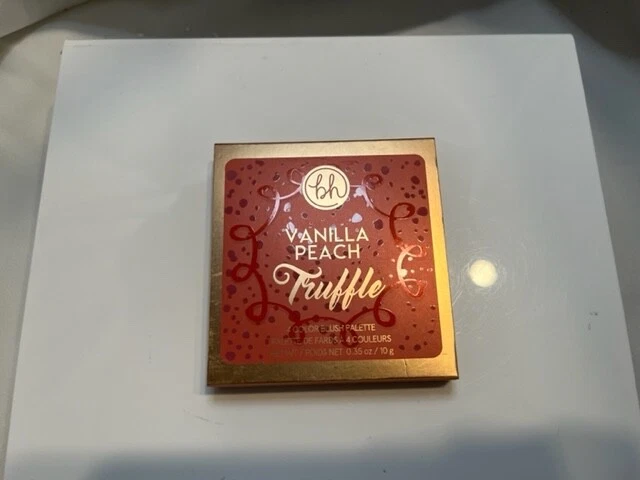 bh
VANILLA
PEACH
Truffle
COLOR BLUSH PALETTE
DE FARDS À 4 COULEURS
NET 0.35 oz / 10 g